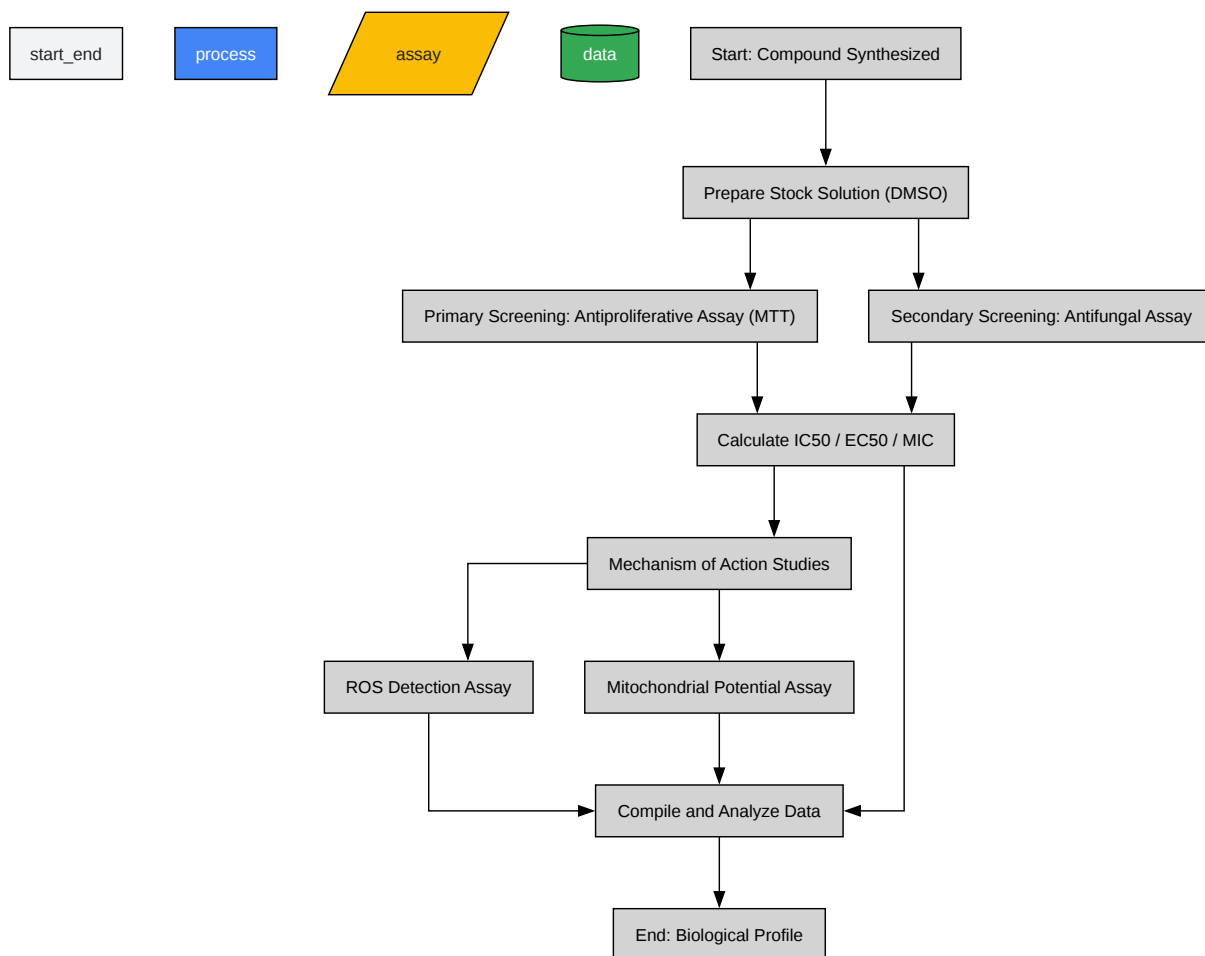 start_end
process
assay
data
Start: Compound Synthesized
Prepare Stock Solution (DMSO)
Primary Screening: Antiproliferative Assay (MTT)
Secondary Screening: Antifungal Assay
Calculate IC50 / EC50 / MIC
Mechanism of Action Studies
ROS Detection Assay
Mitochondrial Potential Assay
Compile and Analyze Data
End: Biological Profile